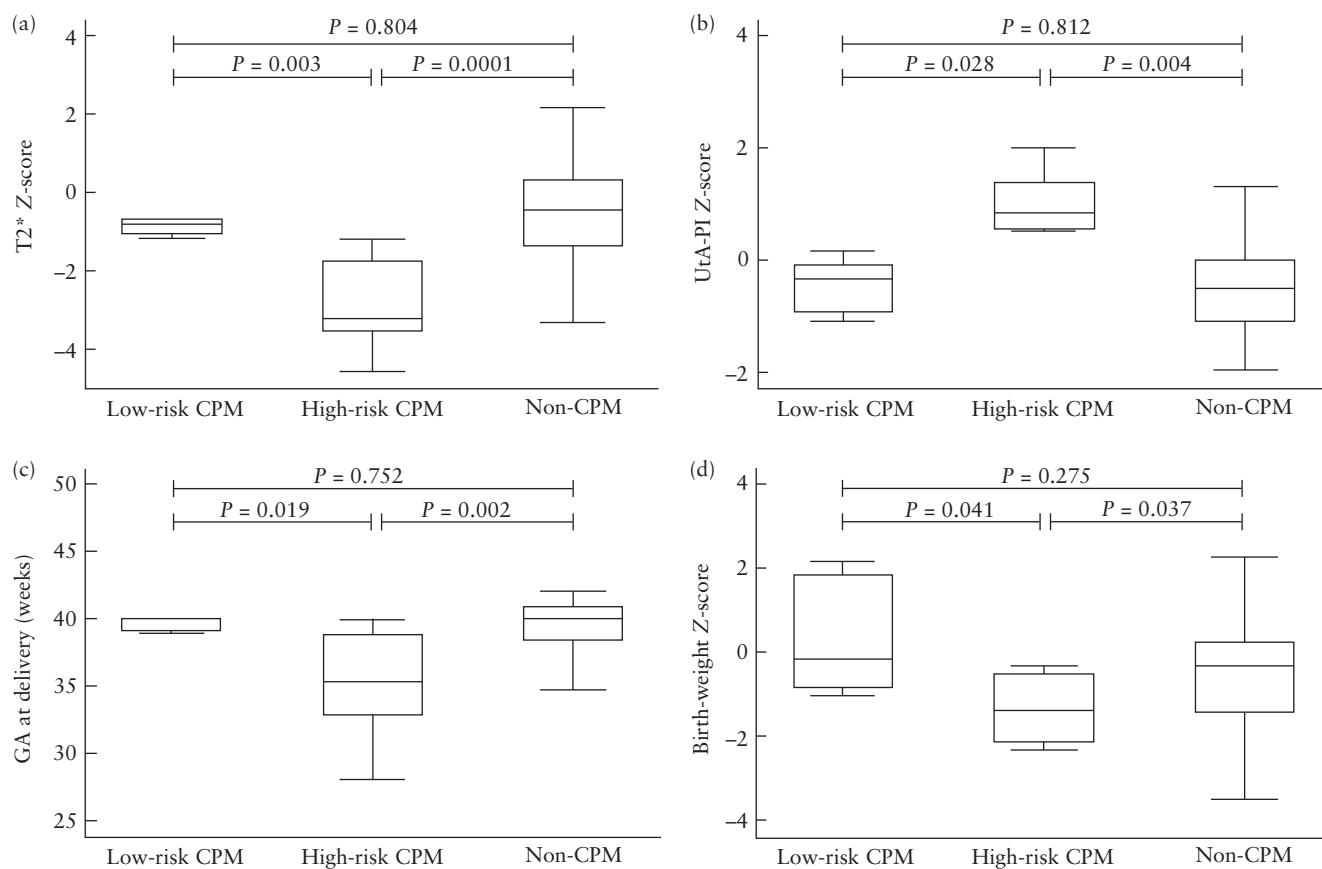 (a)
P = 0.804
P = 0.003
P = 0.0001
T2* Z-score
4
2
0
–2
–4
Low-risk CPM
High-risk CPM
Non-CPM
(b)
P = 0.812
P = 0.028
P = 0.004
UtA-PI Z-score
4
2
0
–2
Low-risk CPM
High-risk CPM
Non-CPM
(c)
P = 0.752
P = 0.019
P = 0.002
GA at delivery (weeks)
50
45
40
35
30
25
Low-risk CPM
High-risk CPM
Non-CPM
(d)
P = 0.275
P = 0.041
P = 0.037
Birth-weight Z-score
4
2
0
–2
–4
Low-risk CPM
High-risk CPM
Non-CPM